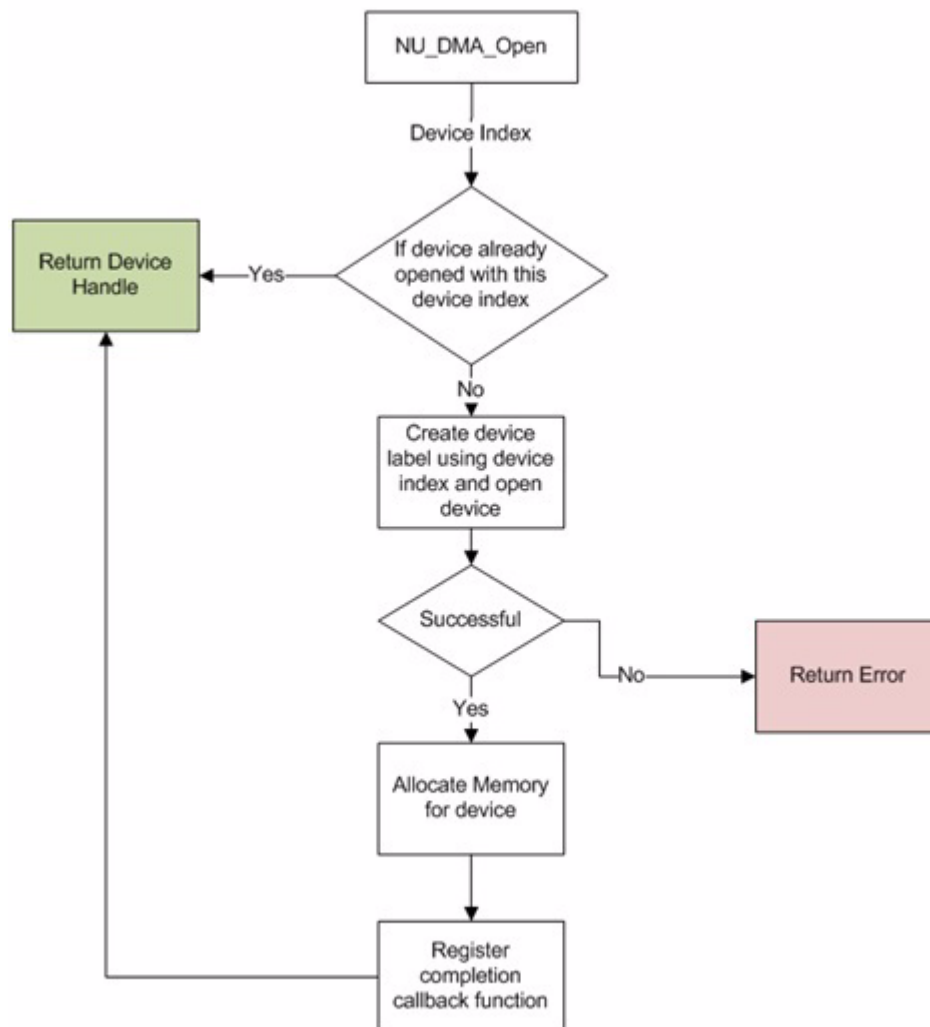 NU_DMA_Open
Device Index
If device already
opened with this
device index
Yes
Return Device
Handle
No
Create device
label using device
index and open
device
Successful
No
Return Error
Yes
Allocate Memory
for device
Register
completion
callback function